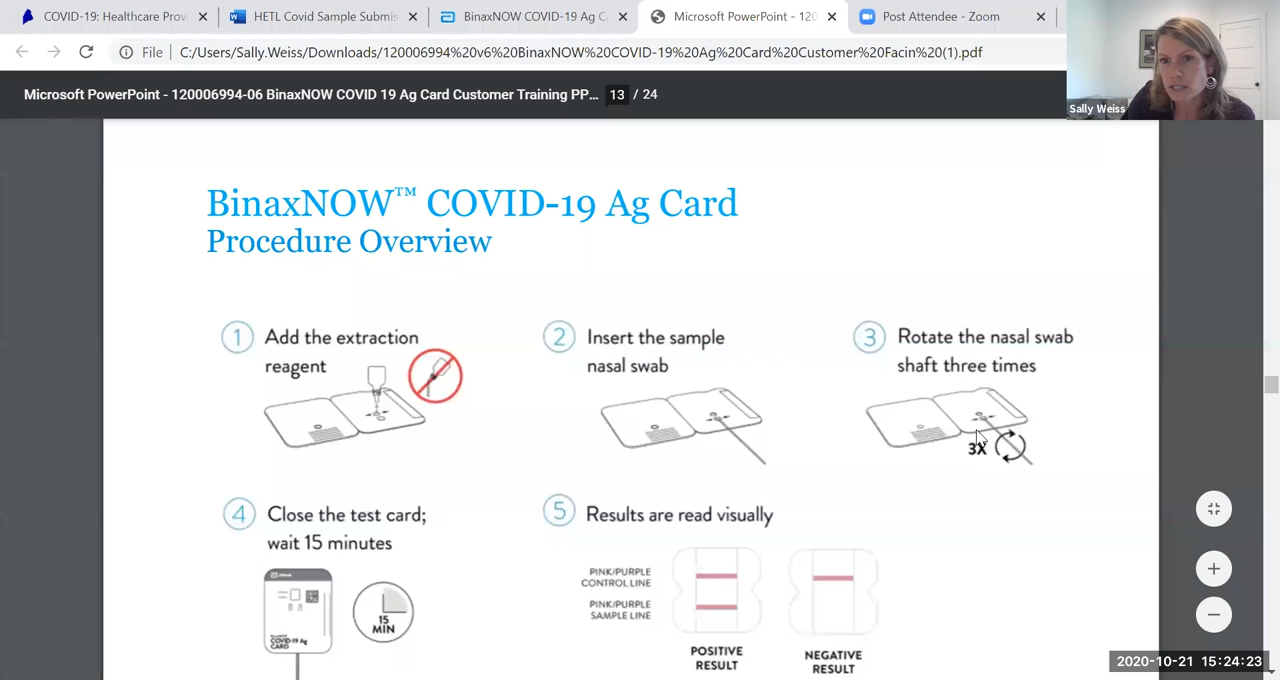 COVID-19: Healthcare Prov
HETL Covid Sample Submis
BinaxNOW COVID-19 Ag C
Microsoft PowerPoint - 120
Post Attendee - Zoom
File
C:/Users/Sally.Weiss/Downloads/120006994%20v6%20BinaxNOW%20COVID-19%20Ag%20Card%20Customer%20Facin%20(1).pdf
Microsoft PowerPoint - 120006994-06 BinaxNOW COVID 19 Ag Card Customer Training PP... 13 / 24
Sally Weiss
BinaxNOW™ COVID-19 Ag Card
Procedure Overview
1 Add the extraction
reagent
2 Insert the sample
nasal swab
3 Rotate the nasal swab
shaft three times
3X
4 Close the test card;
wait 15 minutes
COVID-19 Ag
CARD
15
MIN
5 Results are read visually
PINK/PURPLE
CONTROL LINE
PINK/PURPLE
SAMPLE LINE
POSITIVE
RESULT
NEGATIVE
RESULT
2020-10-21 15:24:23